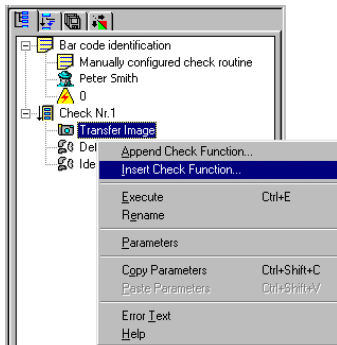 Bar code identification
Manually configured check routine
Peter Smith
0
Check Nr.1
Transfer Image
Del
Ide
Append Check Function...
Insert Check Function...
Execute Ctrl+E
Rename
Parameters
Copy Parameters Ctrl+Shift+C
Paste Parameters Ctrl+Shift+V
Error Text
Help